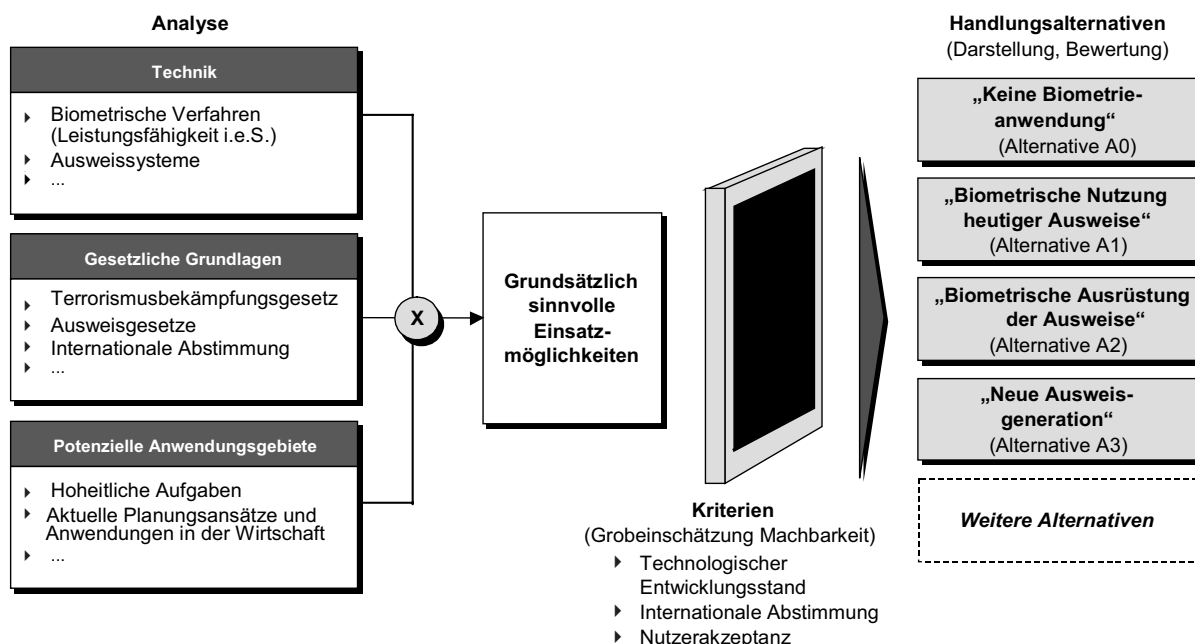 Analyse
Technik
Biometrische Verfahren
(Leistungsfähigkeit i.e.S.)
Ausweissysteme
...
Gesetzliche Grundlagen
Terrorismusbekämpfungsgesetz
Ausweisgesetze
Internationale Abstimmung
...
Potenzielle Anwendungsgebiete
Hoheitliche Aufgaben
Aktuelle Planungsansätze und
Anwendungen in der Wirtschaft
...
X
Grundsätzlich
sinnvolle
Einsatz-
möglichkeiten
Kriterien
(Grobeinschätzung Machbarkeit)
Technologischer
Entwicklungsstand
Internationale Abstimmung
Nutzerakzeptanz
Handlungsalternativen
(Darstellung, Bewertung)
„Keine Biometrie-
anwendung“
(Alternative A0)
„Biometrische Nutzung
heutiger Ausweise“
(Alternative A1)
„Biometrische Ausrüstung
der Ausweise“
(Alternative A2)
„Neue Ausweis-
generation“
(Alternative A3)
Weitere Alternativen